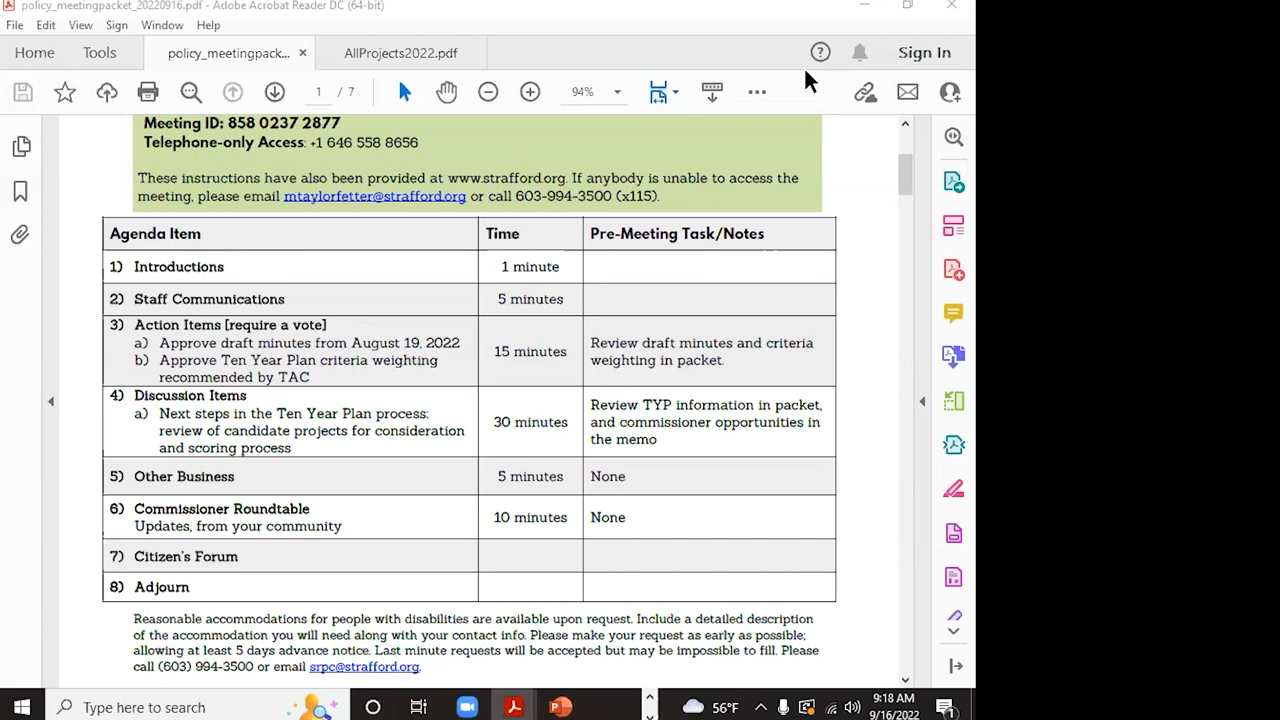 policy_meetingpacket_20220916.pdf - Adobe Acrobat Reader DC (64-bit)
File Edit View Sign Window Help
Home Tools policy_meetingpack... × AllProjects2022.pdf Sign In
1 / 7 94%
Meeting ID: 858 0237 2877
Telephone-only Access: +1 646 558 8656
These instructions have also been provided at www.strafford.org. If anybody is unable to access the
meeting, please email mtaylorfetter@strafford.org or call 603-994-3500 (x115).
Agenda Item Time Pre-Meeting Task/Notes
1) Introductions 1 minute
2) Staff Communications 5 minutes
3) Action Items [require a vote]
a) Approve draft minutes from August 19, 2022
b) Approve Ten Year Plan criteria weighting
recommended by TAC
15 minutes
Review draft minutes and criteria
weighting in packet.
4) Discussion Items
a) Next steps in the Ten Year Plan process:
review of candidate projects for consideration
and scoring process
30 minutes
Review TYP information in packet,
and commissioner opportunities in
the memo
5) Other Business 5 minutes None
6) Commissioner Roundtable
Updates, from your community
10 minutes None
7) Citizen's Forum
8) Adjourn
Reasonable accommodations for people with disabilities are available upon request. Include a detailed description
of the accommodation you will need along with your contact info. Please make your request as early as possible;
allowing at least 5 days advance notice. Last minute requests will be accepted but may be impossible to fill. Please
call (603) 994-3500 or email srpc@strafford.org.
Type here to search
56°F
9:18 AM
9/16/2022
1